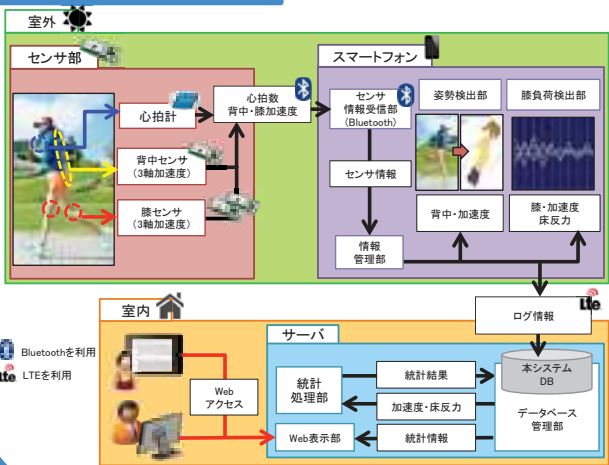 室外
センサ部
心拍計
背中センサ
(3軸加速度)
膝センサ
(3軸加速度)
心拍数
背中・膝加速度
スマートフォン
センサ
情報受信部
(Bluetooth)
姿勢検出部
膝負荷検出部
センサ情報
情報
管理部
背中・加速度
膝・加速度
床反力
ログ情報
Lte
室内
サーバ
Bluetoothを利用
Lte
LTEを利用
Web
アクセス
統計
処理部
統計結果
加速度・床反力
Web表示部
統計情報
本システム
DB
データベース
管理部